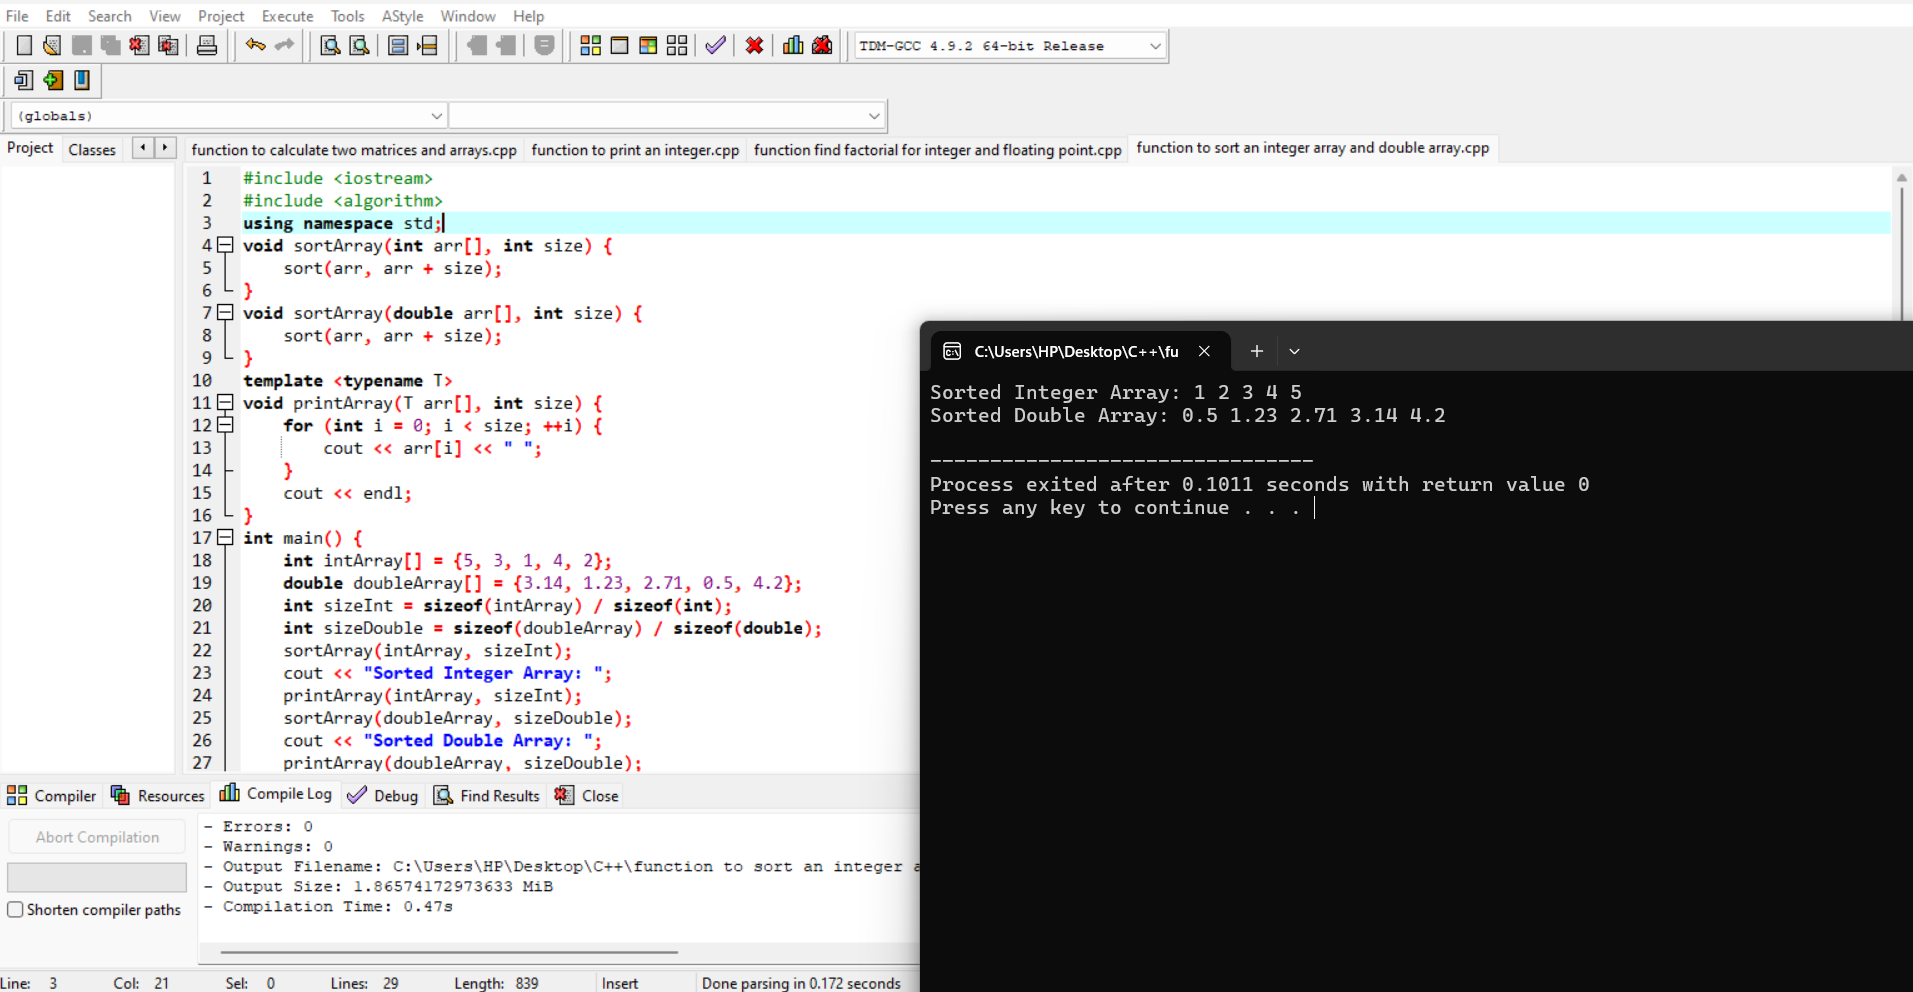 File Edit Search View Project Execute Tools AStyle Window Help
TDM-GCC 4.9.2 64-bit Release
(globals)
Project Classes
function to calculate two matrices and arrays.cpp function to print an integer.cpp function find factorial for integer and floating point.cpp function to sort an integer array and double array.cpp
1 #include <iostream>
2 #include <algorithm>
3 using namespace std;
4 void sortArray(int arr[], int size) {
5 sort(arr, arr + size);
6 }
7 void sortArray(double arr[], int size) {
8 sort(arr, arr + size);
9 }
10 template <typename T>
11 void printArray(T arr[], int size) {
12 for (int i = 0; i < size; ++i) {
13 cout << arr[i] << " ";
14 }
15 cout << endl;
16 }
17 int main() {
18 int intArray[] = {5, 3, 1, 4, 2};
19 double doubleArray[] = {3.14, 1.23, 2.71, 0.5, 4.2};
20 int sizeInt = sizeof(intArray) / sizeof(int);
21 int sizeDouble = sizeof(doubleArray) / sizeof(double);
22 sortArray(intArray, sizeInt);
23 cout << "Sorted Integer Array: ";
24 printArray(intArray, sizeInt);
25 sortArray(doubleArray, sizeDouble);
26 cout << "Sorted Double Array: ";
27 printArray(doubleArray, sizeDouble);
C:\Users\HP\Desktop\C++\fu
Sorted Integer Array: 1 2 3 4 5
Sorted Double Array: 0.5 1.23 2.71 3.14 4.2
--------------------------------
Process exited after 0.1011 seconds with return value 0
Press any key to continue . . .
Compiler Resources Compile Log Debug Find Results Close
Abort Compilation
Shorten compiler paths
- Errors: 0
- Warnings: 0
- Output Filename: C:\Users\HP\Desktop\C++\function to sort an integer a
- Output Size: 1.86574172973633 MiB
- Compilation Time: 0.47s
Line: 3 Col: 21 Sel: 0 Lines: 29 Length: 839 Insert Done parsing in 0.172 seconds